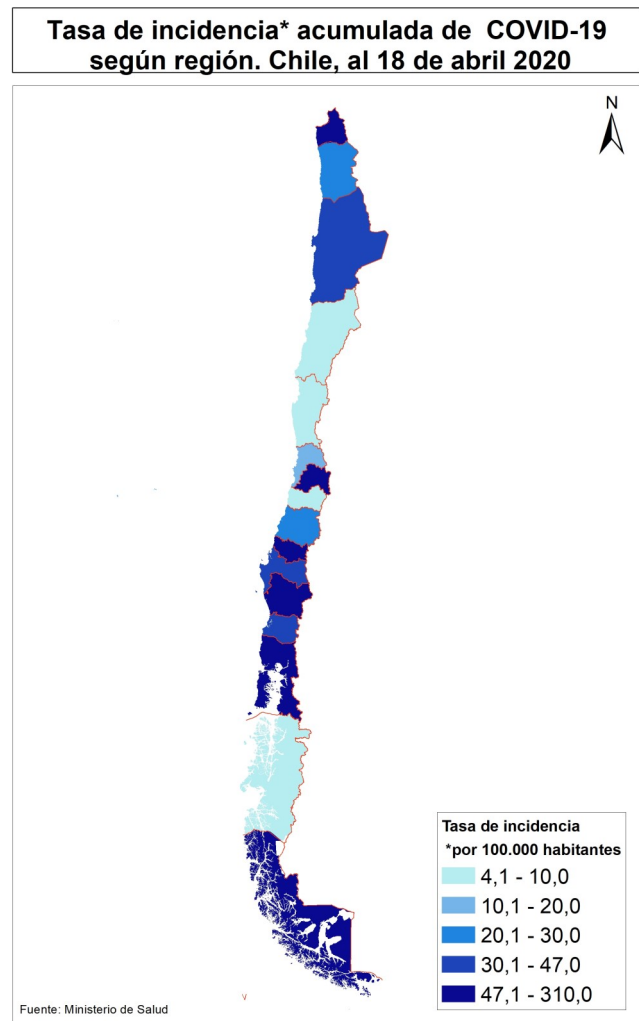 Tasa de incidencia* acumulada de COVID-19
según región. Chile, al 18 de abril 2020
N
Tasa de incidencia
*por 100.000 habitantes
4,1 - 10,0
10,1 - 20,0
20,1 - 30,0
30,1 - 47,0
47,1 - 310,0
Fuente: Ministerio de Salud